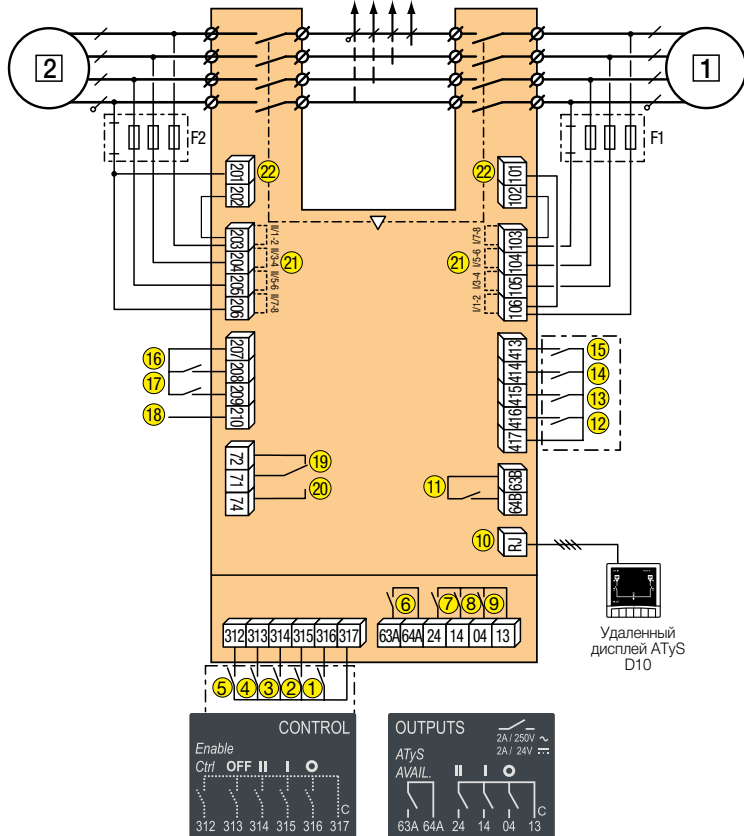 2
1
F2
F1
201
202
22
22
101
102
203
204
205
206
II/1-2
II/3-4
II/5-6
II/7-8
21
21
I/7-8
I/5-6
I/3-4
I/1-2
103
104
105
106
16
17
18
207
208
209
210
413
414
415
416
417
15
14
13
12
72
71
74
19
20
11
63B
64B
10
RJ
Удаленный
дисплей ATyS
D10
6
7
8
9
312 313 314 315 316 317
63A 64A 24 14 04 13
5 4 3 2 1
CONTROL
Enable
Ctrl OFF II I O
C
312 313 314 315 316 317
OUTPUTS
2A / 250V ~
2A / 24V ⎓
ATyS
AVAIL. II I O
C
63A 64A 24 14 04 13